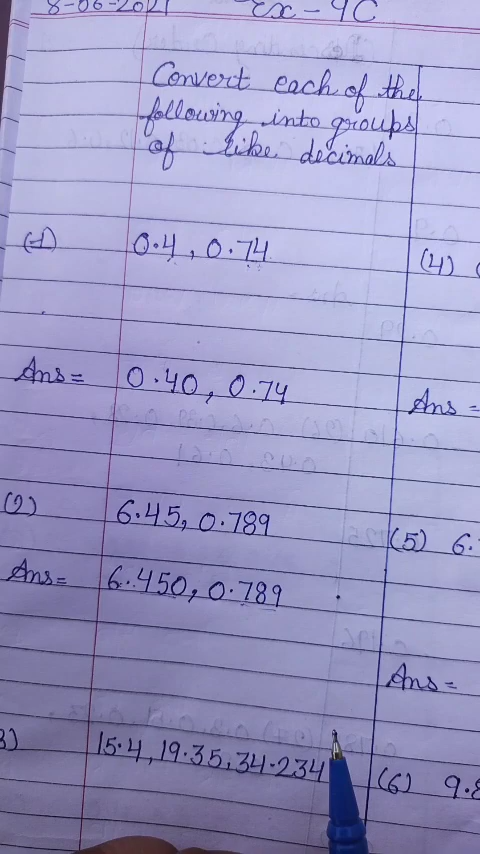 8-06-2021 Ex - 9C
Convert each of the
following into groups
of like decimals
(1) 0.4, 0.74
(4)
Ans = 0.40, 0.74
Ans =
(2) 6.45, 0.789
(5) 6.
Ans = 6.450, 0.789
Ans =
3) 15.4, 19.35, 34.234
(6) 9.8